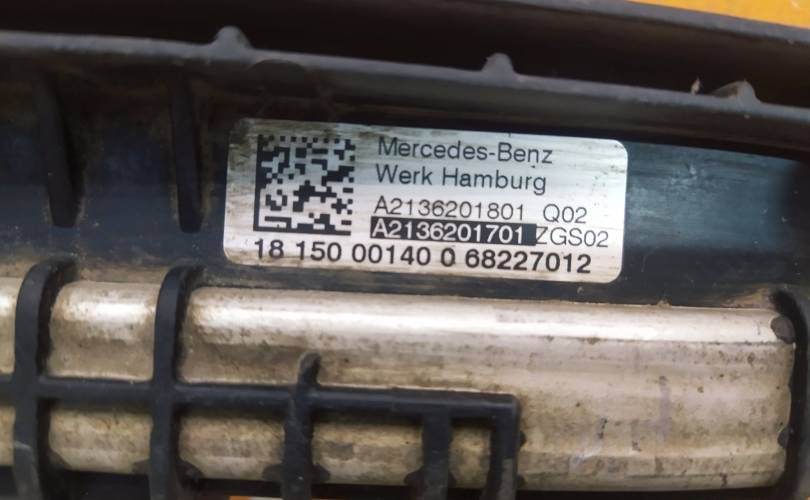 Mercedes-Benz
Werk Hamburg
A2136201801 Q02
A2136201701 ZGS02
18 150 00140 0 68227012